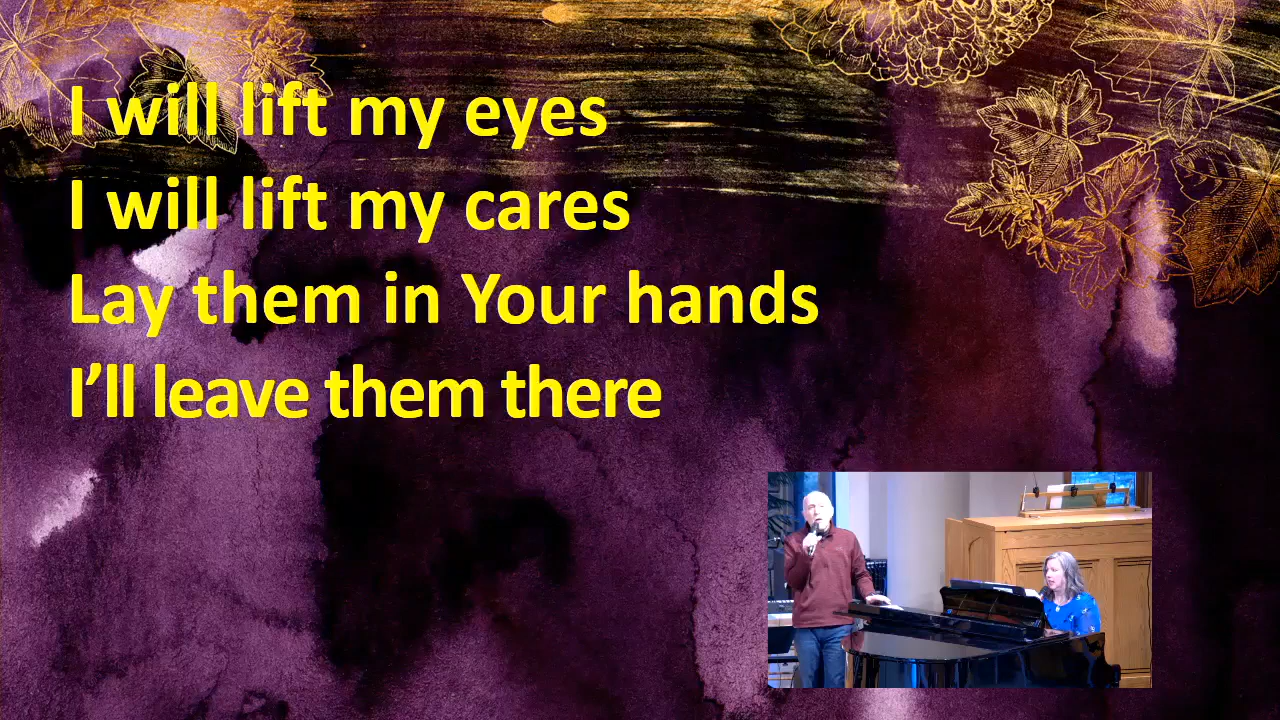 I will lift my eyes
I will lift my cares
Lay them in Your hands
I’ll leave them there